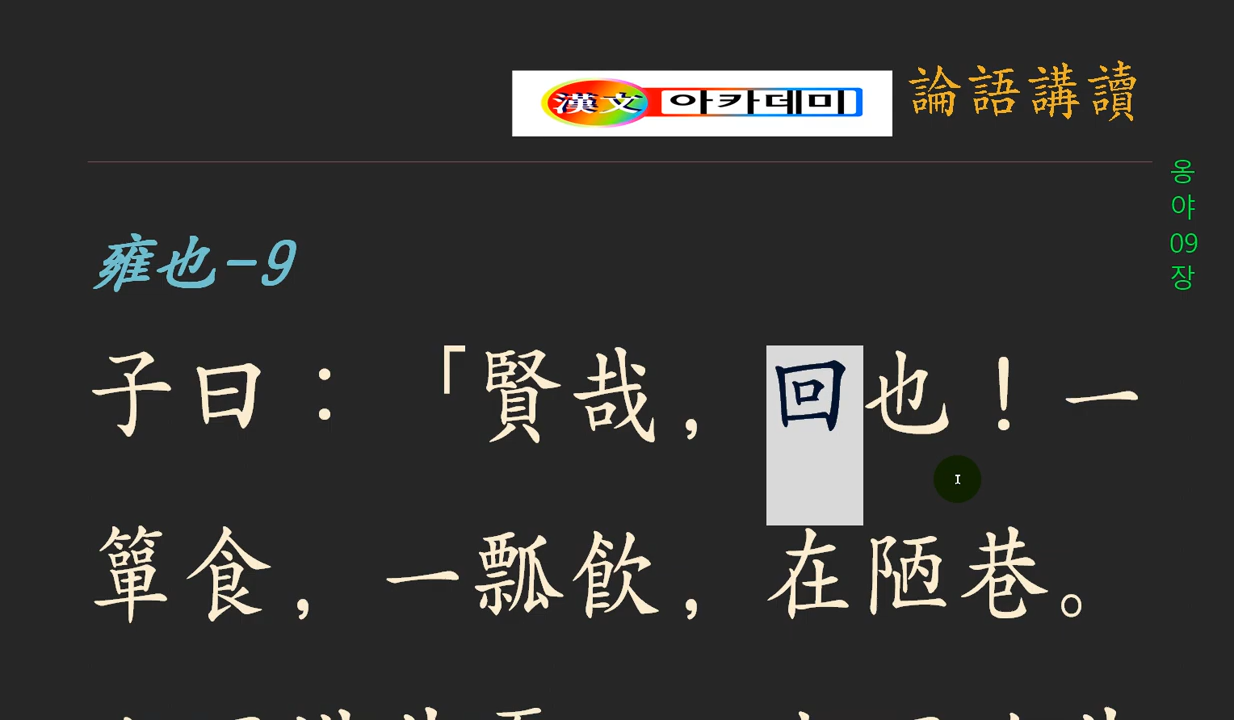 漢文 아카데미 論語講讀
옹
야
09
장
雍也-9
子曰：「賢哉，回也！一
簞食，一瓢飮，在陋巷。